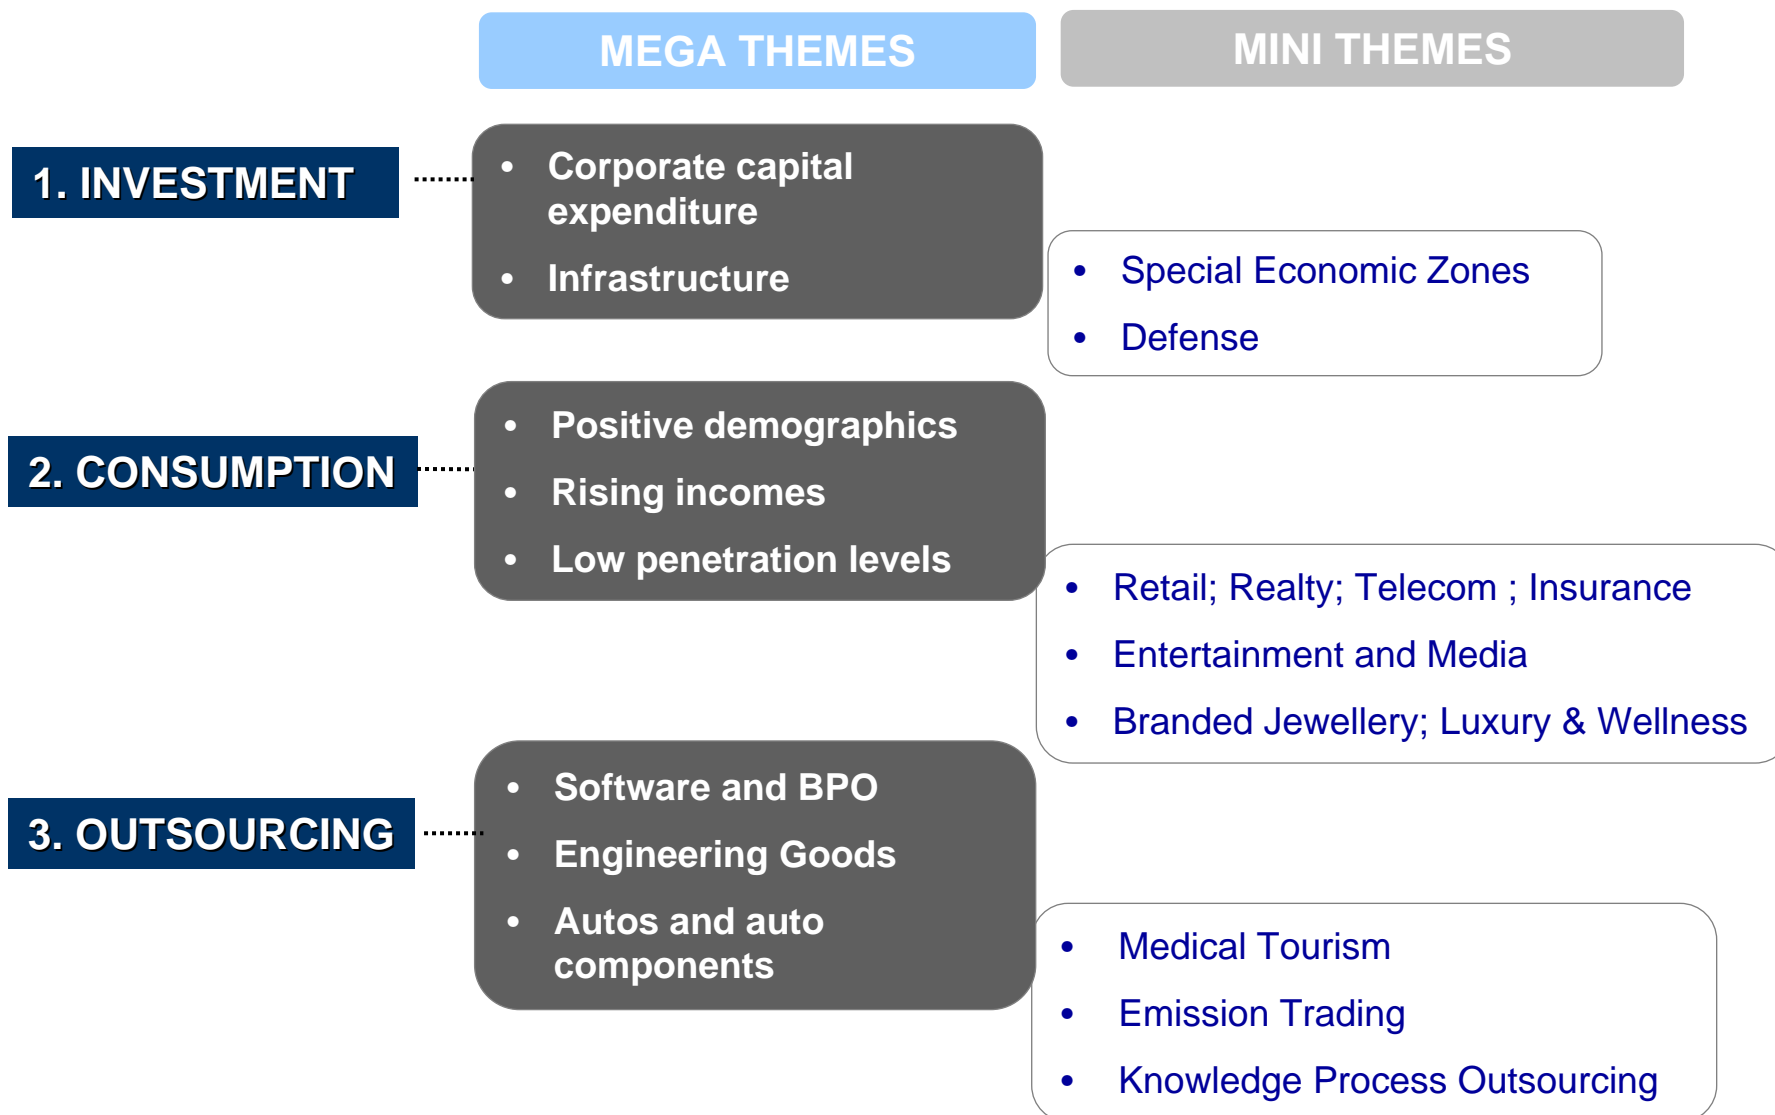 MEGA THEMES
MINI THEMES
1. INVESTMENT
• Corporate capital
expenditure
• Infrastructure
• Special Economic Zones
• Defense
2. CONSUMPTION
• Positive demographics
• Rising incomes
• Low penetration levels
• Retail; Realty; Telecom ; Insurance
• Entertainment and Media
• Branded Jewellery; Luxury & Wellness
3. OUTSOURCING
• Software and BPO
• Engineering Goods
• Autos and auto
components
• Medical Tourism
• Emission Trading
• Knowledge Process Outsourcing